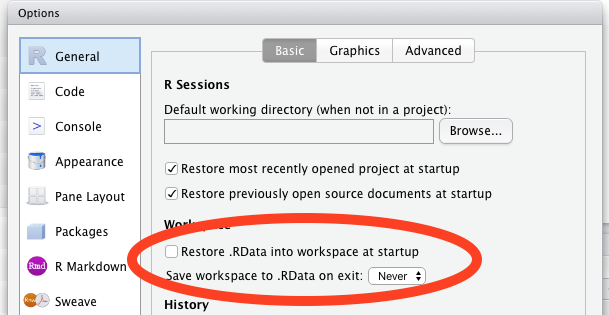 Options
General
Code
Console
Appearance
Pane Layout
Packages
Rmd R Markdown
Sweave
Basic Graphics Advanced
R Sessions
Default working directory (when not in a project):
Browse...
Restore most recently opened project at startup
Restore previously open source documents at startup
Workspace
Restore .RData into workspace at startup
Save workspace to .RData on exit: Never
History